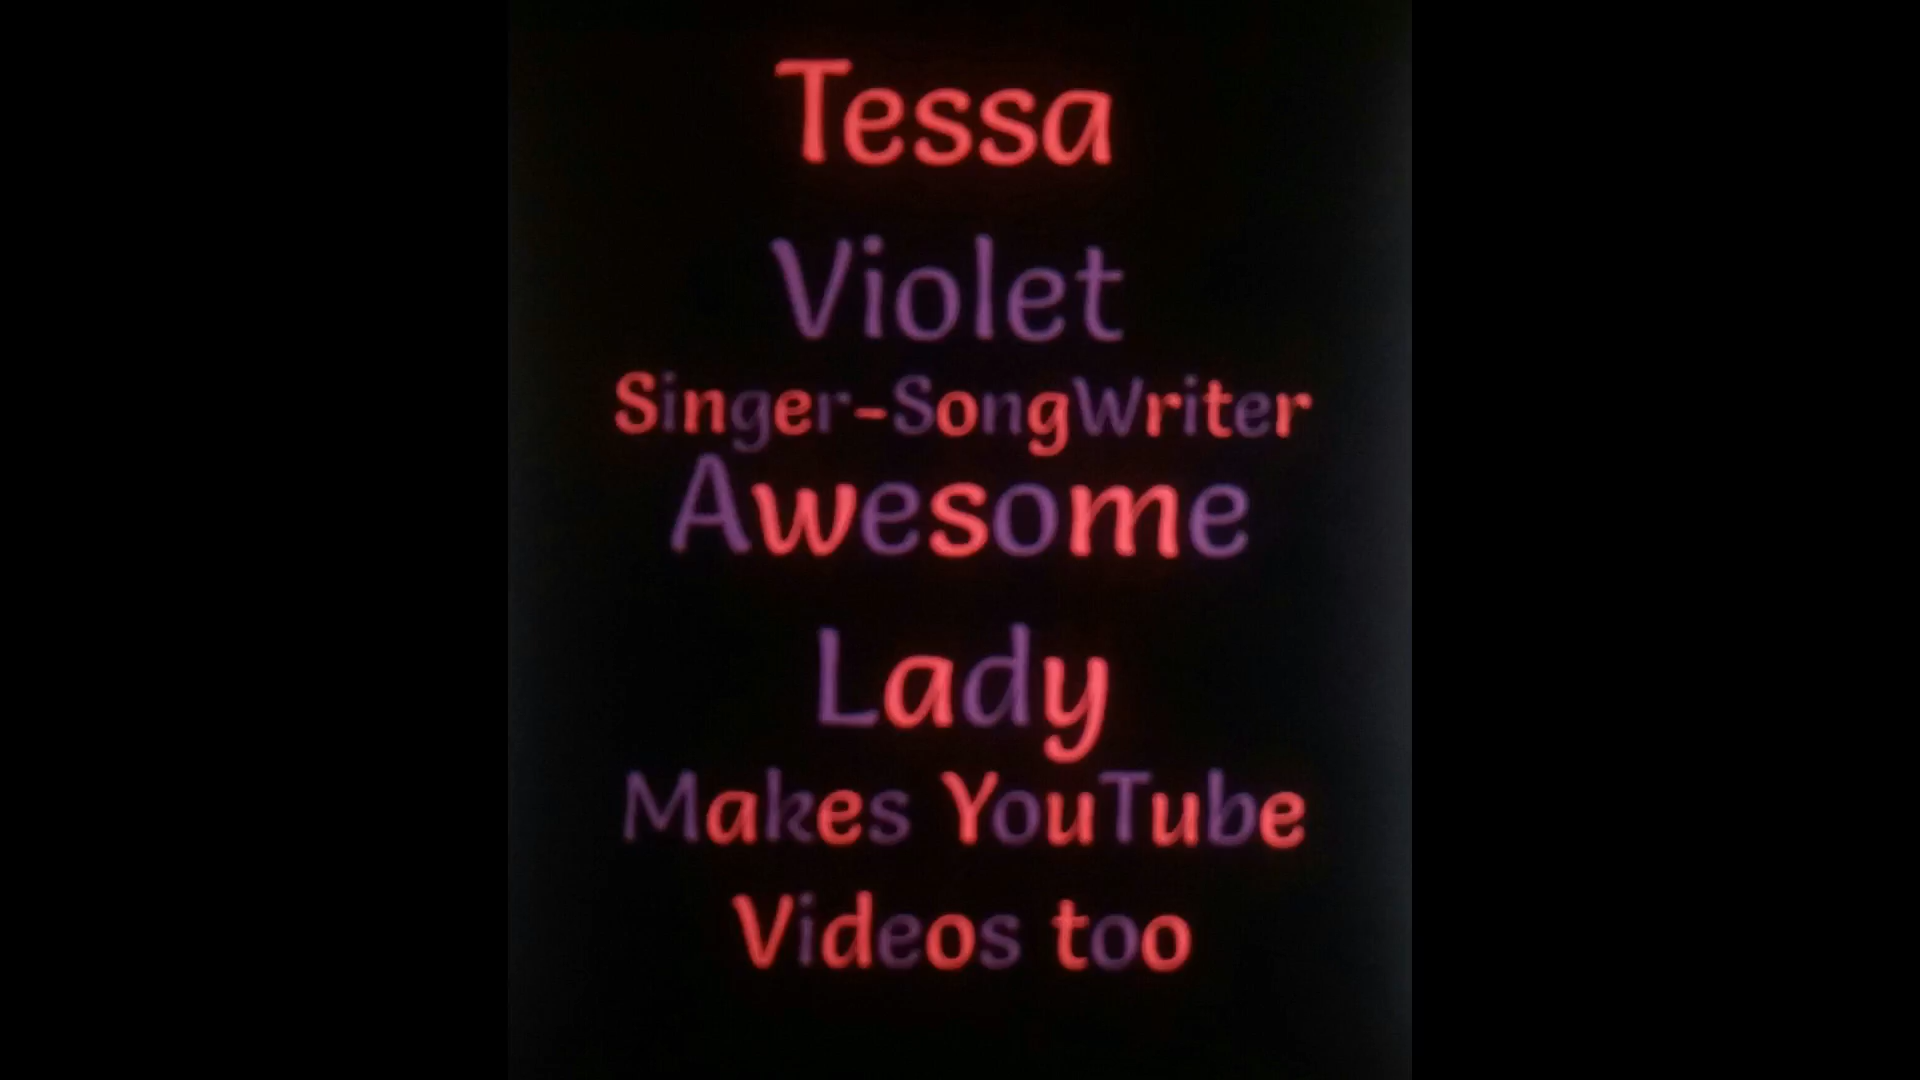 Tessa
Violet
Singer-SongWriter
Awesome
Lady
Makes YouTube
Videos too